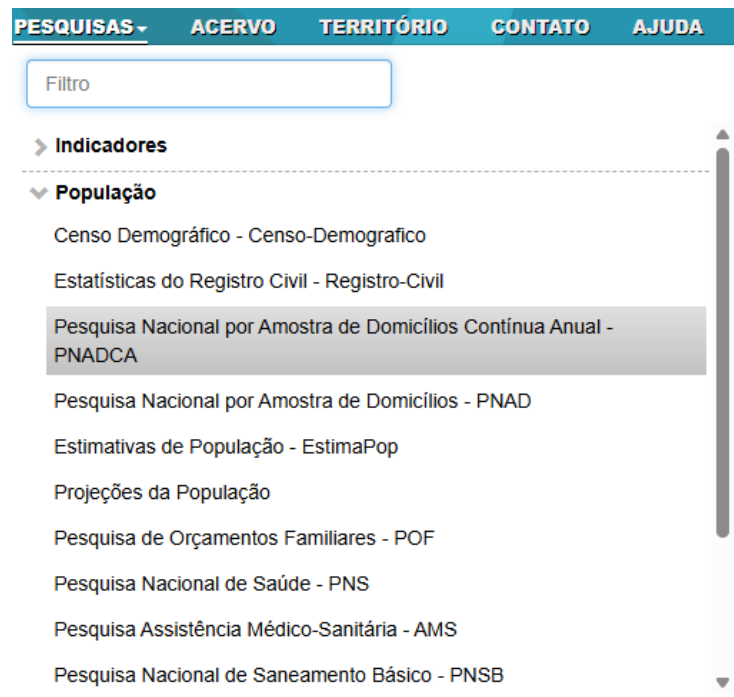 PESQUISAS ACERVO TERRITÓRIO CONTATO AJUDA
Filtro
Indicadores
População
Censo Demográfico - Censo-Demografico
Estatísticas do Registro Civil - Registro-Civil
Pesquisa Nacional por Amostra de Domicílios Contínua Anual -
PNADCA
Pesquisa Nacional por Amostra de Domicílios - PNAD
Estimativas de População - EstimaPop
Projeções da População
Pesquisa de Orçamentos Familiares - POF
Pesquisa Nacional de Saúde - PNS
Pesquisa Assistência Médico-Sanitária - AMS
Pesquisa Nacional de Saneamento Básico - PNSB